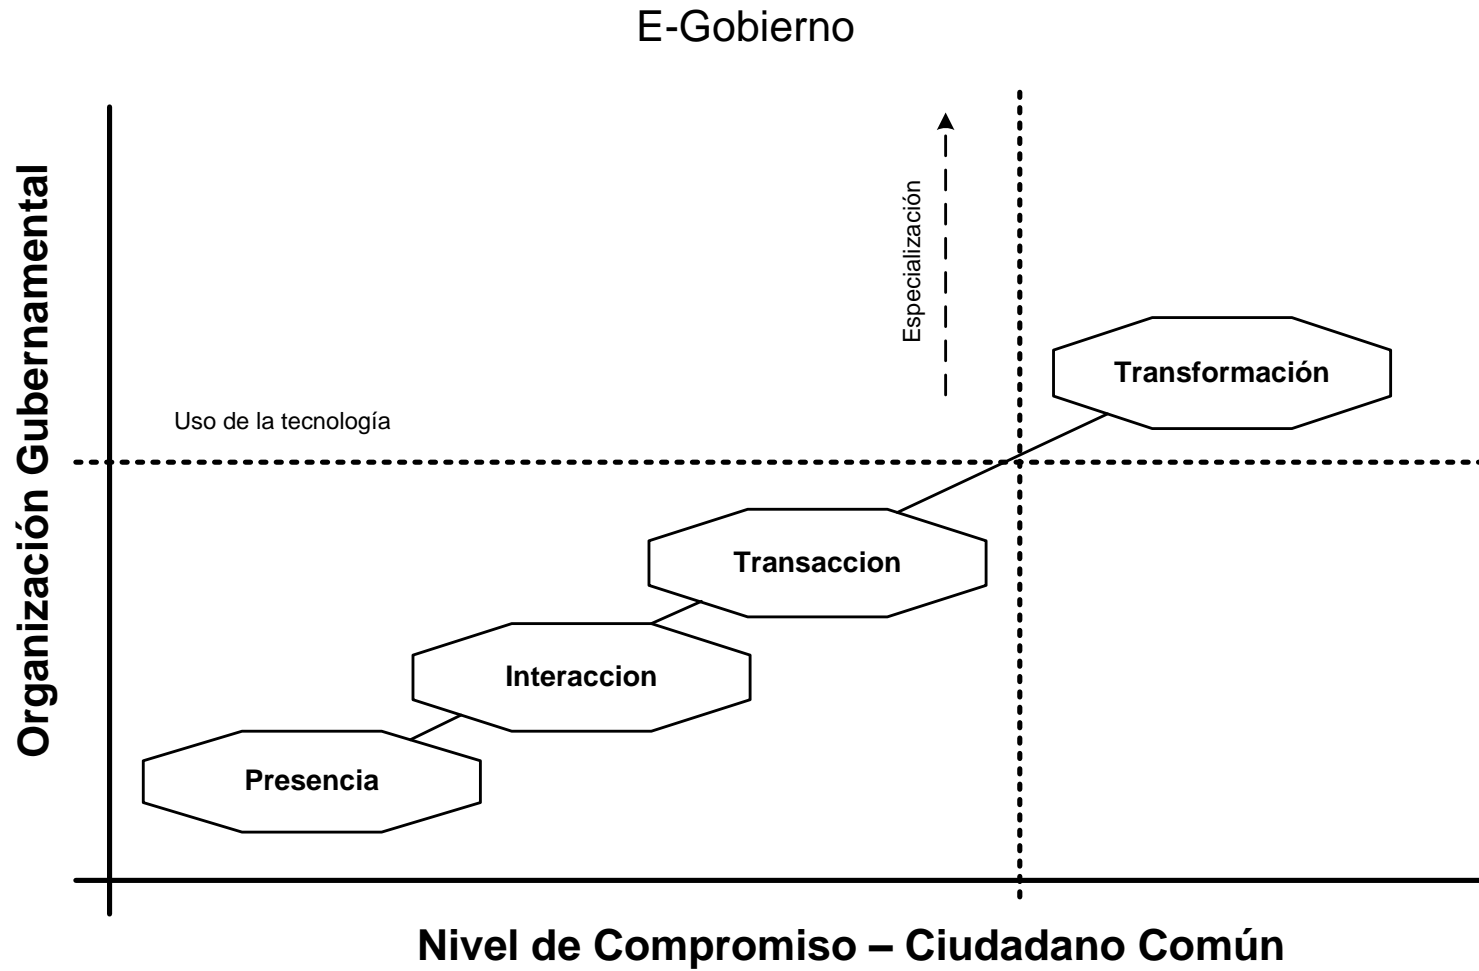 E-Gobierno
Organización Gubernamental
Especialización
Transformación
Uso de la tecnología
Transaccion
Interaccion
Presencia
Nivel de Compromiso – Ciudadano Común